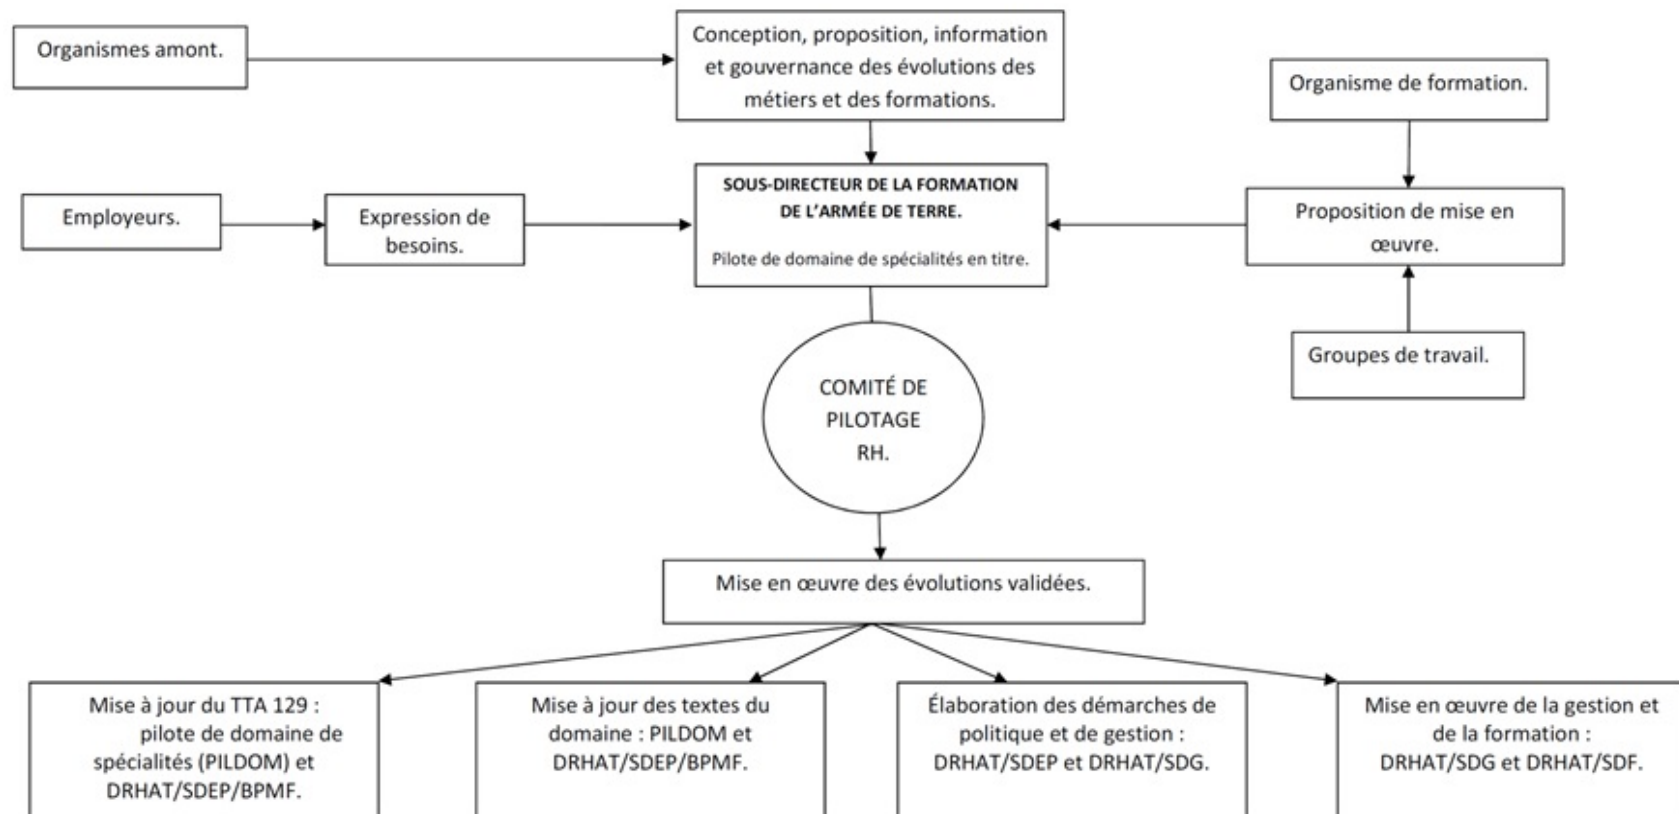 Organismes amont.
Conception, proposition, information
et gouvernance des évolutions des
métiers et des formations.
Organisme de formation.
Employeurs.
Expression de
besoins.
SOUS-DIRECTEUR DE LA FORMATION
DE L’ARMÉE DE TERRE.
Pilote de domaine de spécialités en titre.
Proposition de mise en
œuvre.
Groupes de travail.
COMITÉ DE
PILOTAGE
RH.
Mise en œuvre des évolutions validées.
Mise à jour du TTA 129 :
pilote de domaine de
spécialités (PILDOM) et
DRHAT/SDEP/BPMF.
Mise à jour des textes du
domaine : PILDOM et
DRHAT/SDEP/BPMF.
Élaboration des démarches de
politique et de gestion :
DRHAT/SDEP et DRHAT/SDG.
Mise en œuvre de la gestion et
de la formation :
DRHAT/SDG et DRHAT/SDF.